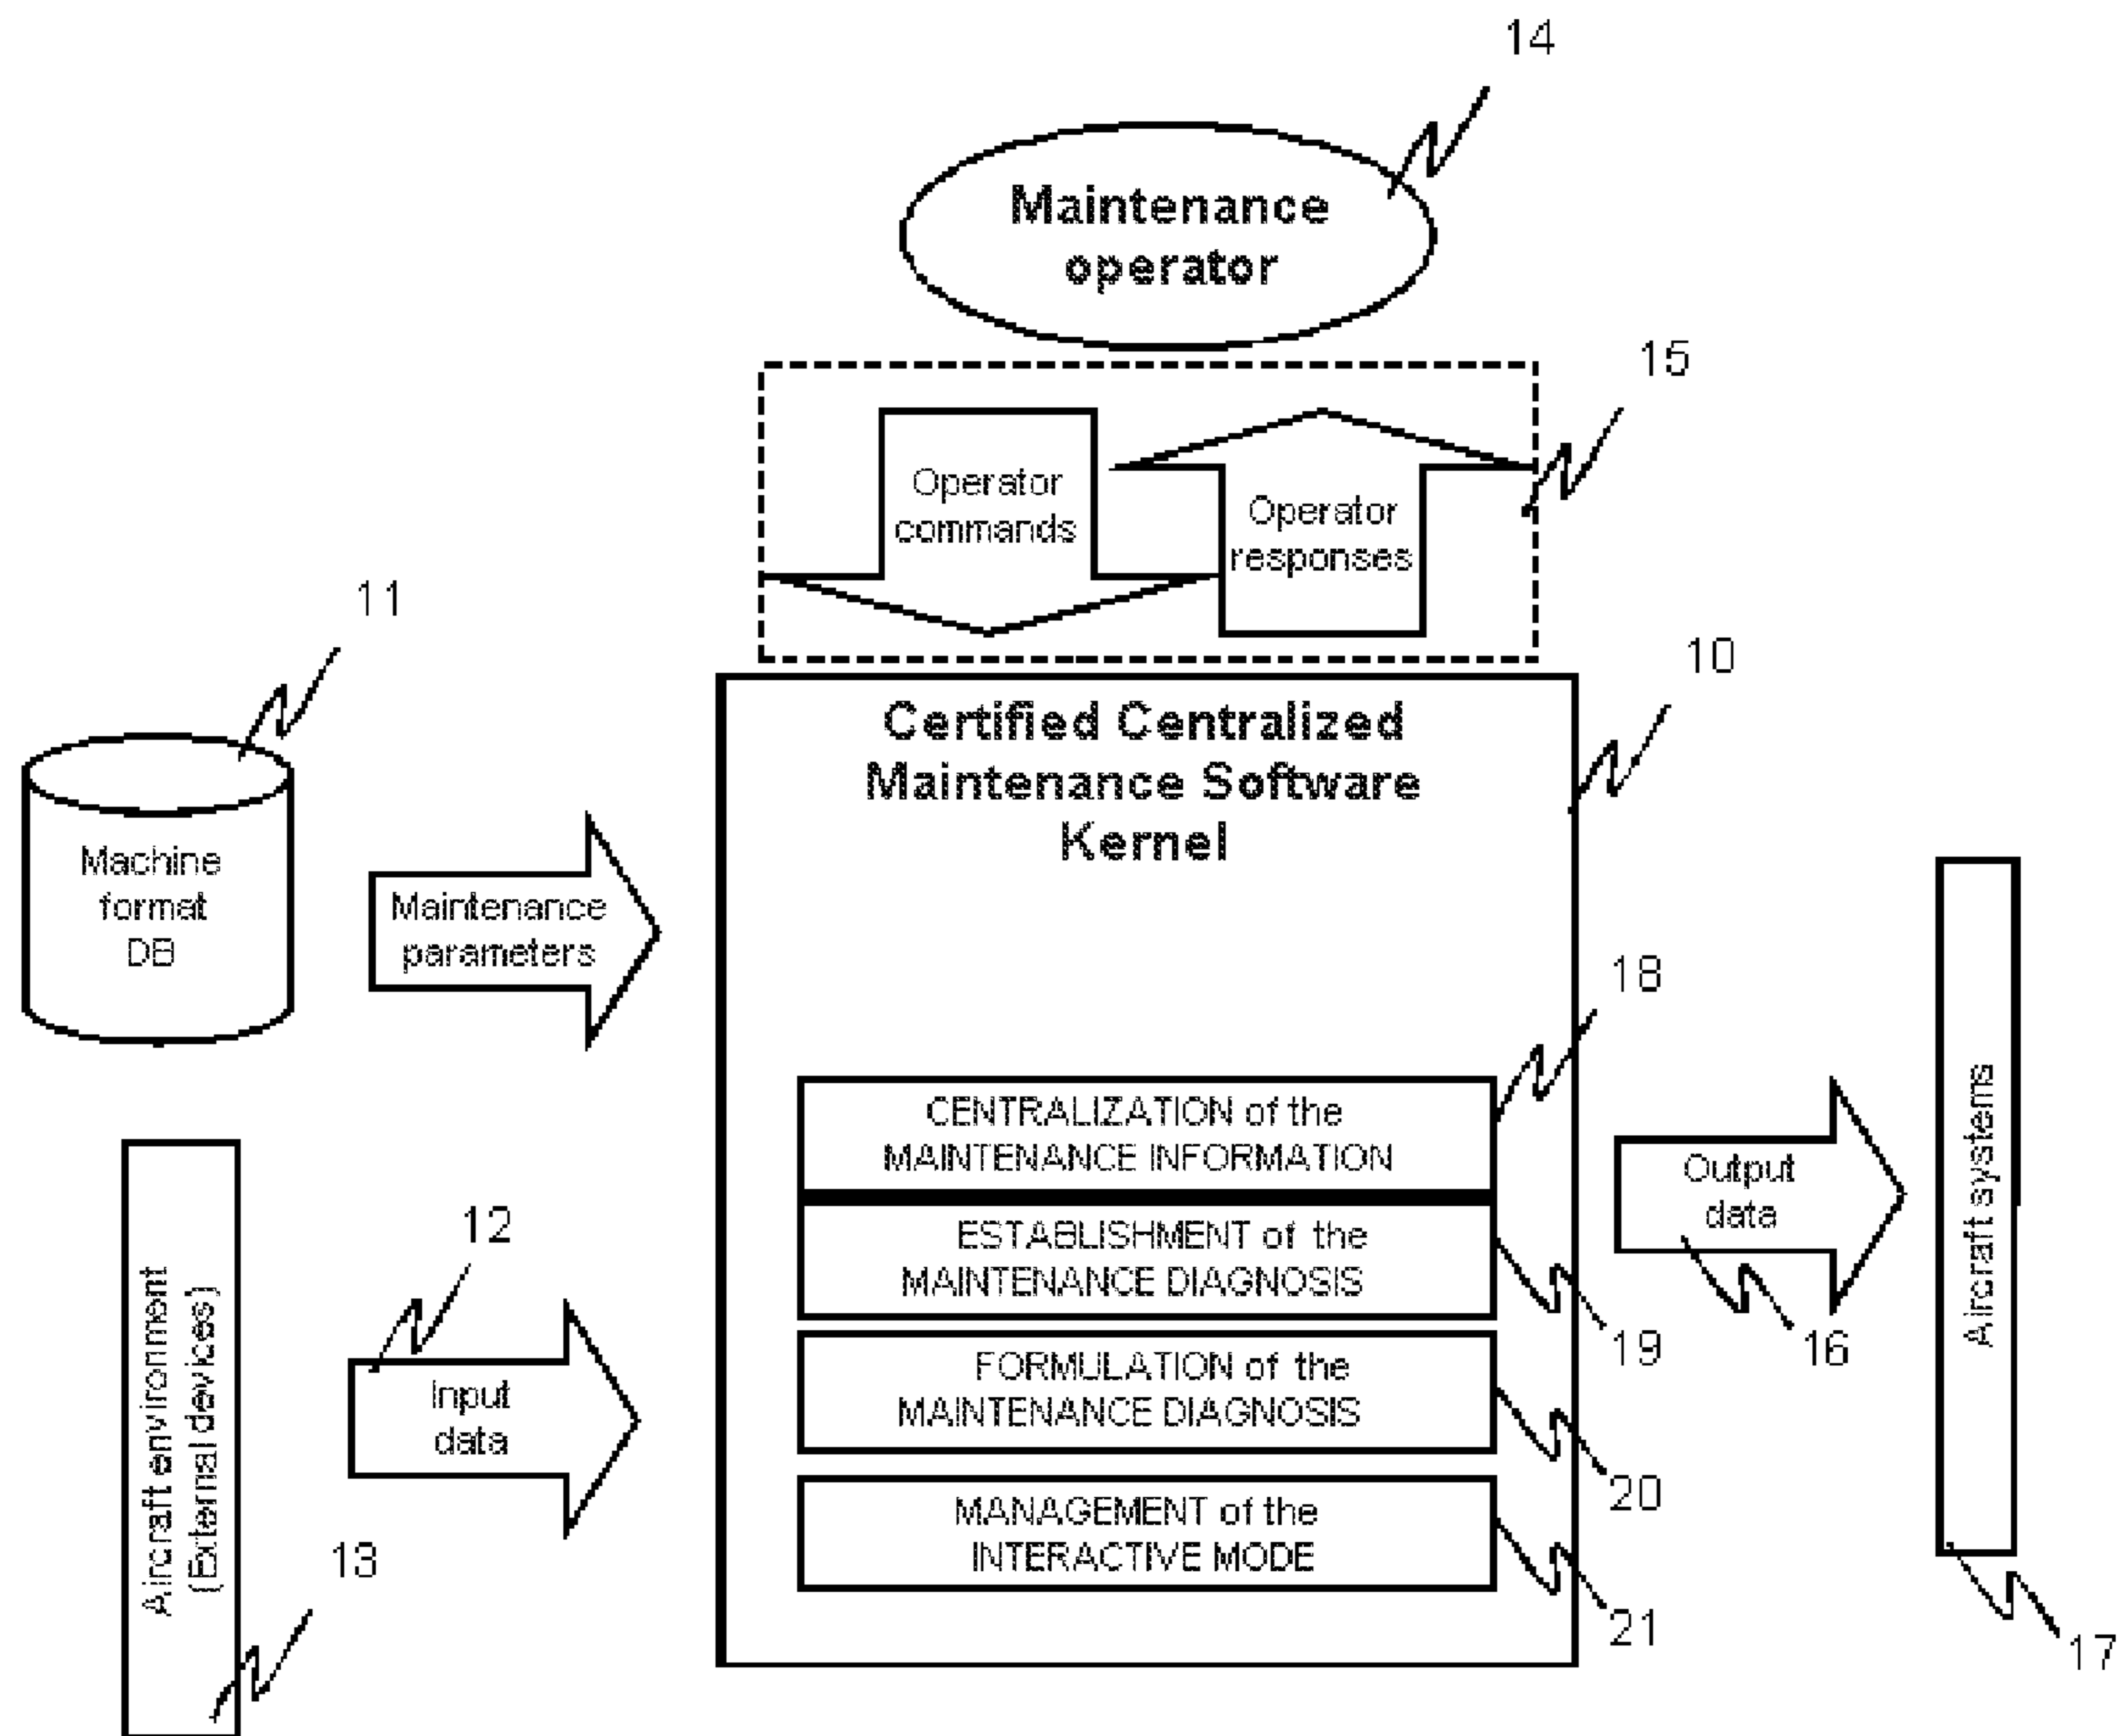 14
Maintenance
operator
15
Operator
commands
Operator
responses
11
10
Certified Centralized
Maintenance Software
Kernel
Machine
format
DB
Maintenance
parameters
18
CENTRALIZATION of the
MAINTENANCE INFORMATION
ESTABLISHMENT of the
MAINTENANCE DIAGNOSIS
19
FORMULATION of the
MAINTENANCE DIAGNOSIS
20
MANAGEMENT of the
INTERACTIVE MODE
21
12
Input
data
Aircraft environment
(External devices)
13
Output
data
16
Aircraft systems
17